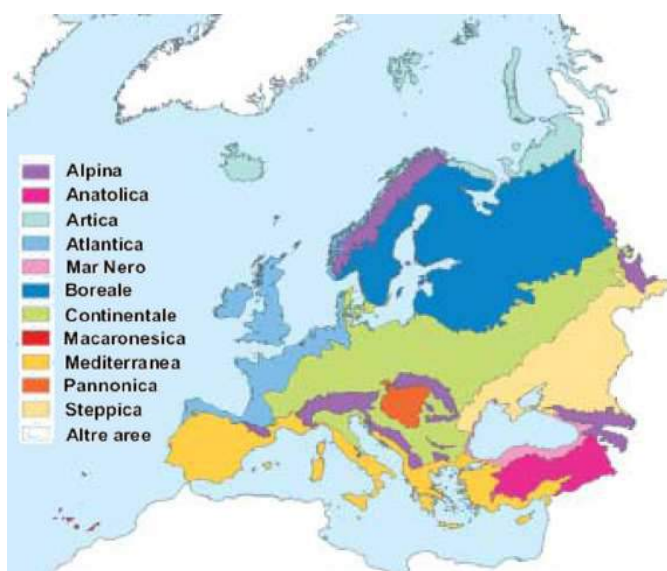 Alpina
Anatolica
Artica
Atlantica
Mar Nero
Boreale
Continentale
Macaronesica
Mediterranea
Pannonica
Steppica
Altre aree